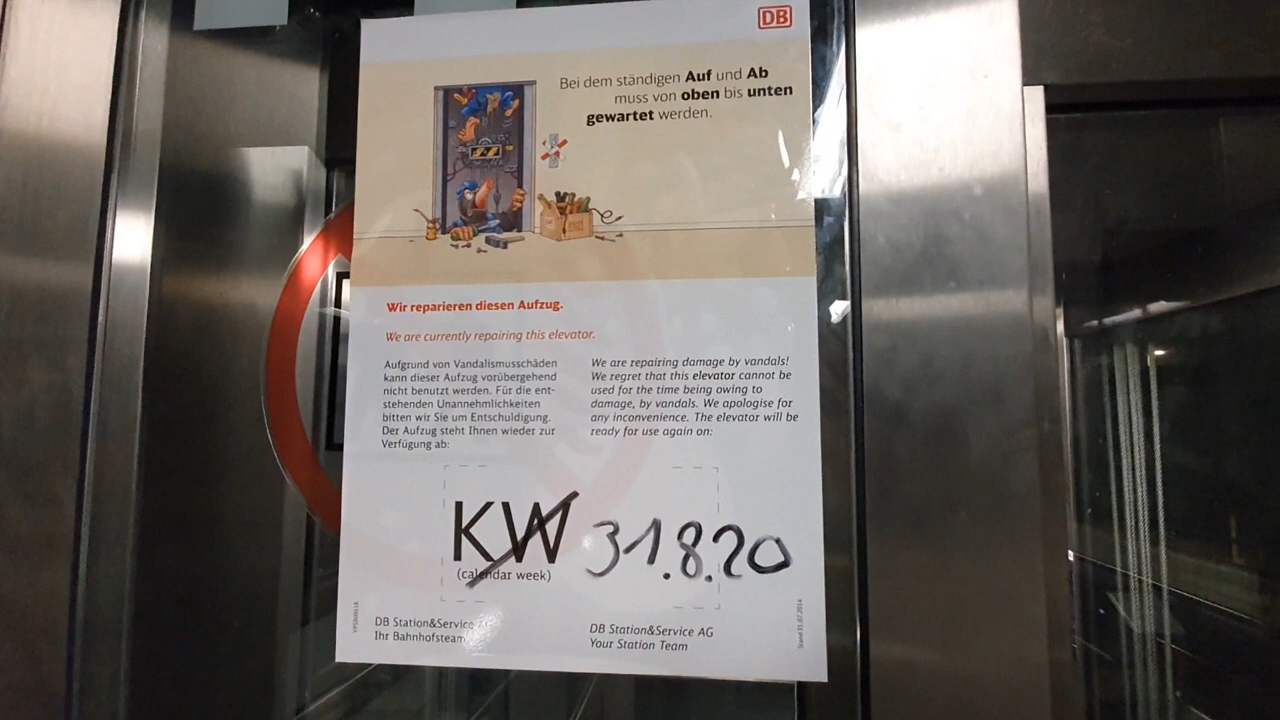 DB
Bei dem ständigen Auf und Ab
muss von oben bis unten
gewartet werden.
Wir reparieren diesen Aufzug.
We are currently repairing this elevator.
Aufgrund von Vandalismusschäden
kann dieser Aufzug vorübergehend
nicht benutzt werden. Für die ent-
stehenden Unannehmlichkeiten
bitten wir Sie um Entschuldigung.
Der Aufzug steht Ihnen wieder zur
Verfügung ab:
We are repairing damage by vandals!
We regret that this elevator cannot be
used for the time being owing to
damage, by vandals. We apologise for
any inconvenience. The elevator will be
ready for use again on:
KW 31.8.20
(calendar week)
DB Station&Service
Ihr Bahnhofsteam
DB Station&Service AG
Your Station Team
Stand 31.07.2014